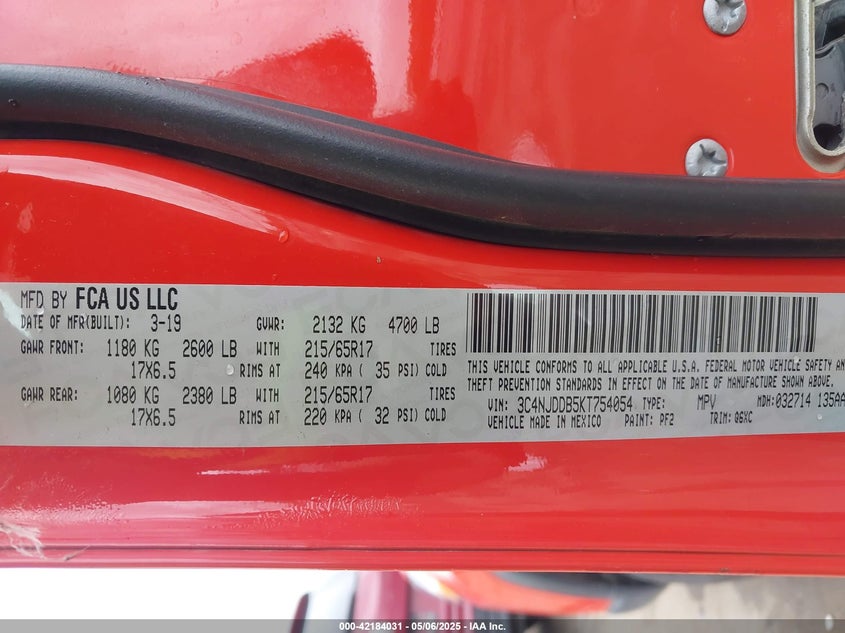 MFD BY FCA US LLC
DATE OF MFR(BUILT): 3-19 GVWR: 2132 KG 4700 LB
GAWR FRONT: 1180 KG 2600 LB WITH 215/65R17 TIRES
17X6.5 RIMS AT 240 KPA ( 35 PSI) COLD
GAWR REAR: 1080 KG 2380 LB WITH 215/65R17 TIRES
17X6.5 RIMS AT 220 KPA ( 32 PSI) COLD
THIS VEHICLE CONFORMS TO ALL APPLICABLE U.S.A. FEDERAL MOTOR VEHICLE SAFETY AN
THEFT PREVENTION STANDARDS IN EFFECT ON THE DATE OF MANUFACTURE SHOWN ABOVE.
VIN: 3C4NJDDB5KT754054 TYPE: MPV MDH:032714 135AA
VEHICLE MADE IN MEXICO PAINT: PF2 TRIM: G6XC
000-42184031 - 05/06/2025 - IAA Inc.